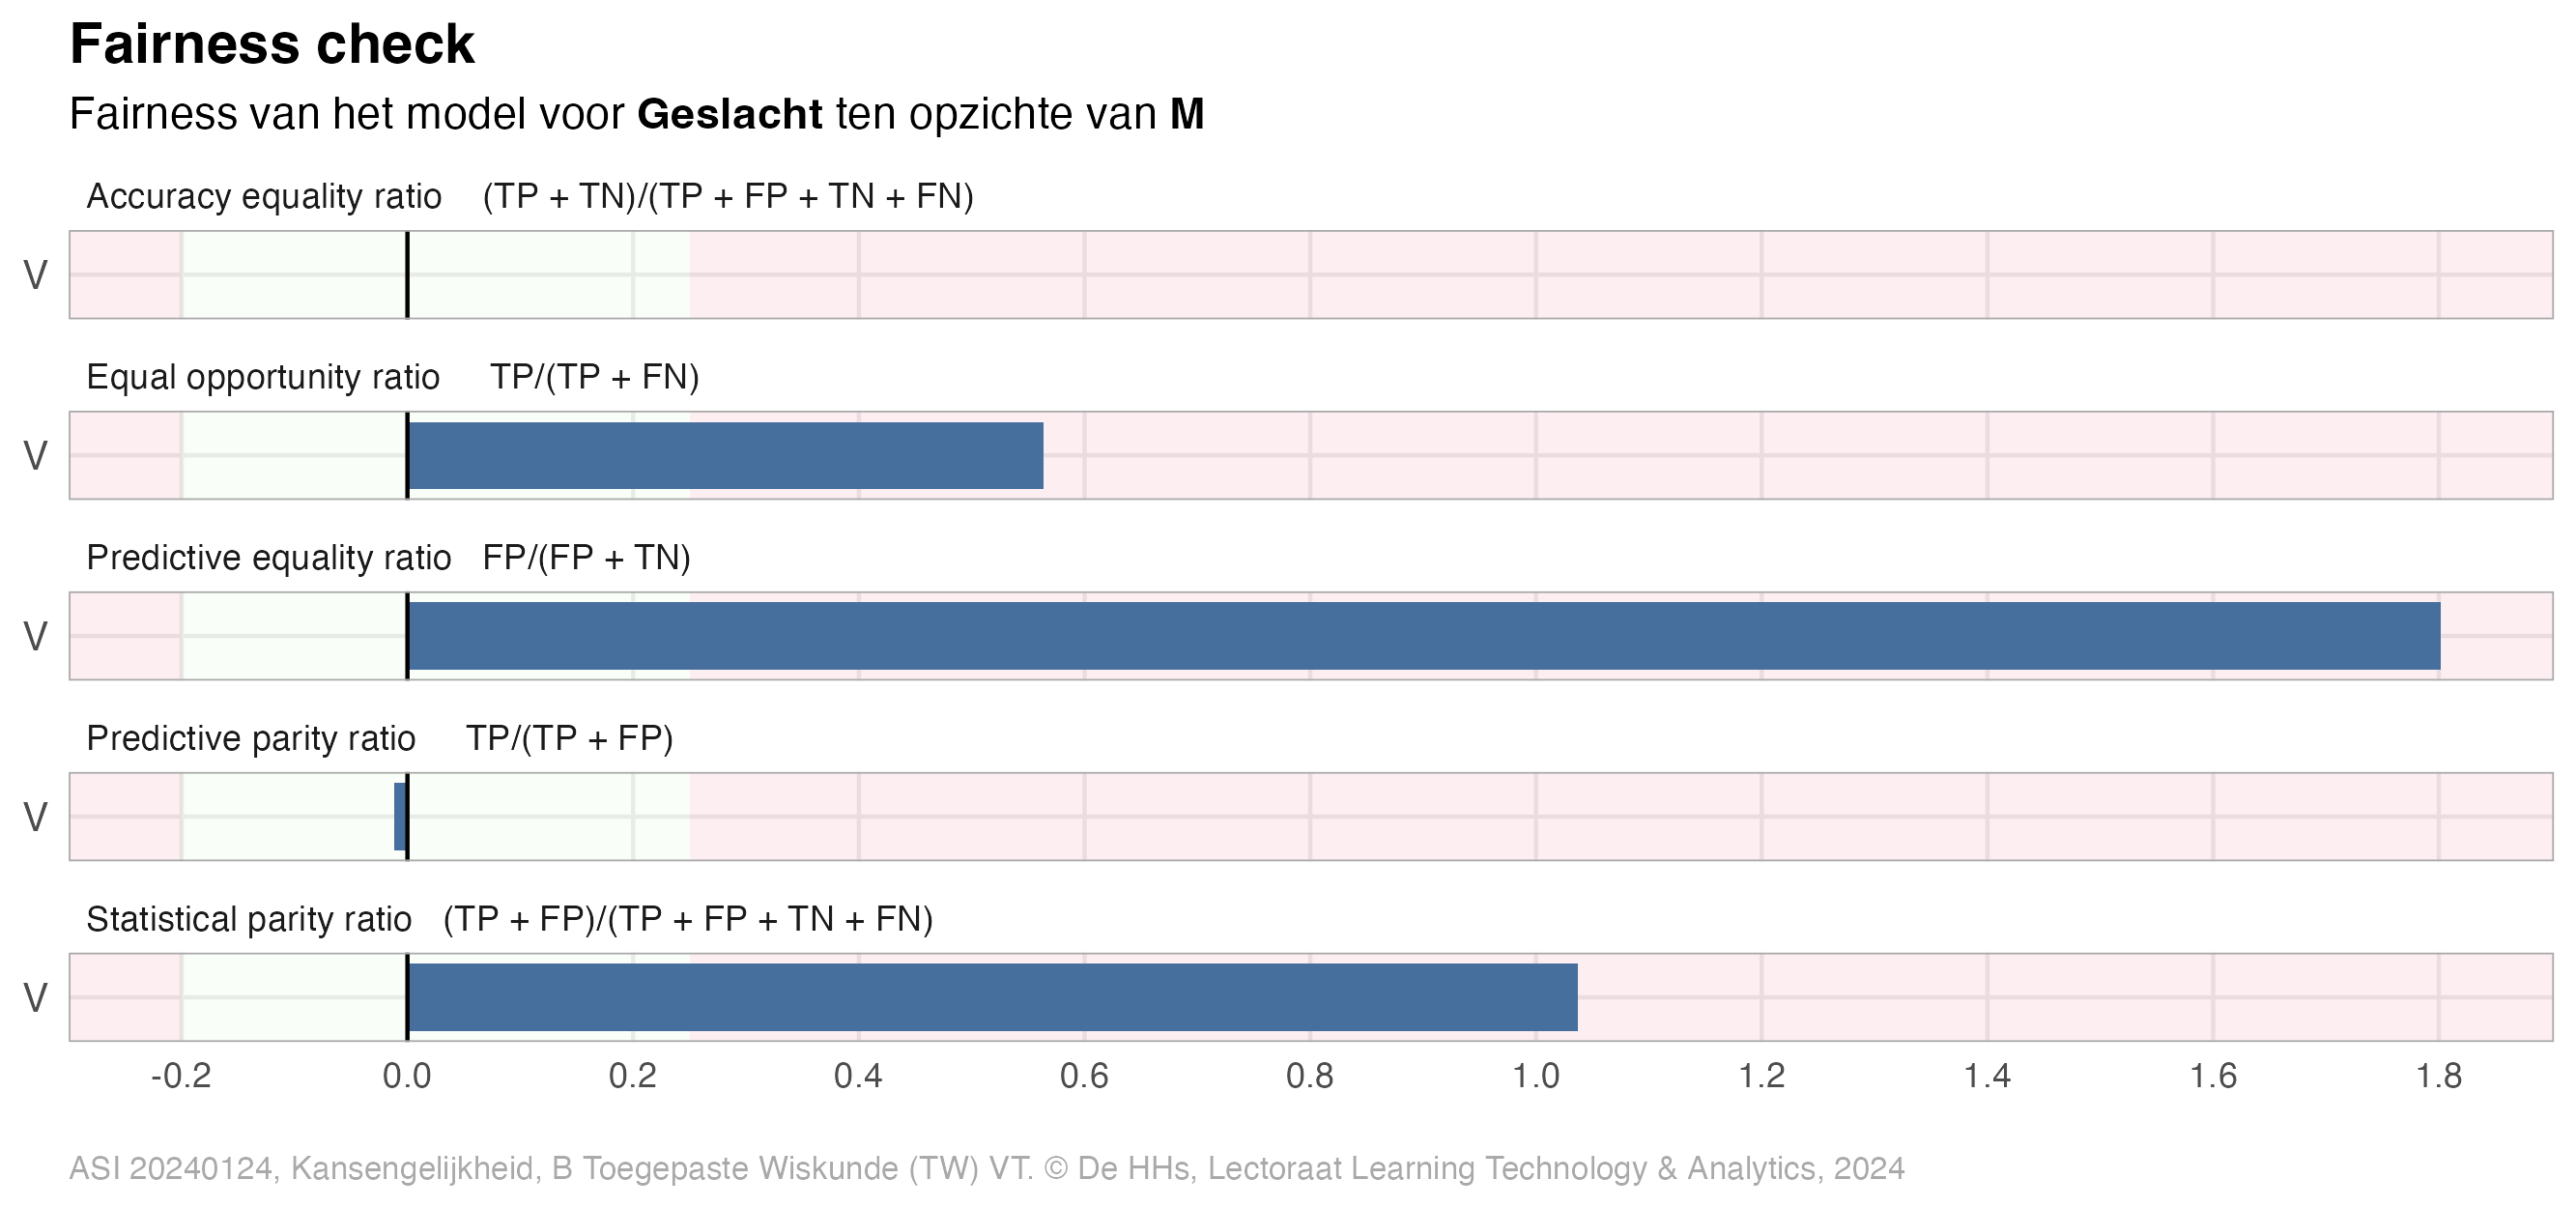 Fairness check
Fairness van het model voor Geslacht ten opzichte van M
Accuracy equality ratio (TP + TN)/(TP + FP + TN + FN)
V
Equal opportunity ratio TP/(TP + FN)
V
Predictive equality ratio FP/(FP + TN)
V
Predictive parity ratio TP/(TP + FP)
V
Statistical parity ratio (TP + FP)/(TP + FP + TN + FN)
V
-0.2 0.0 0.2 0.4 0.6 0.8 1.0 1.2 1.4 1.6 1.8
ASI 20240124, Kansengelijkheid, B Toegepaste Wiskunde (TW) VT. © De HHs, Lectoraat Learning Technology & Analytics, 2024